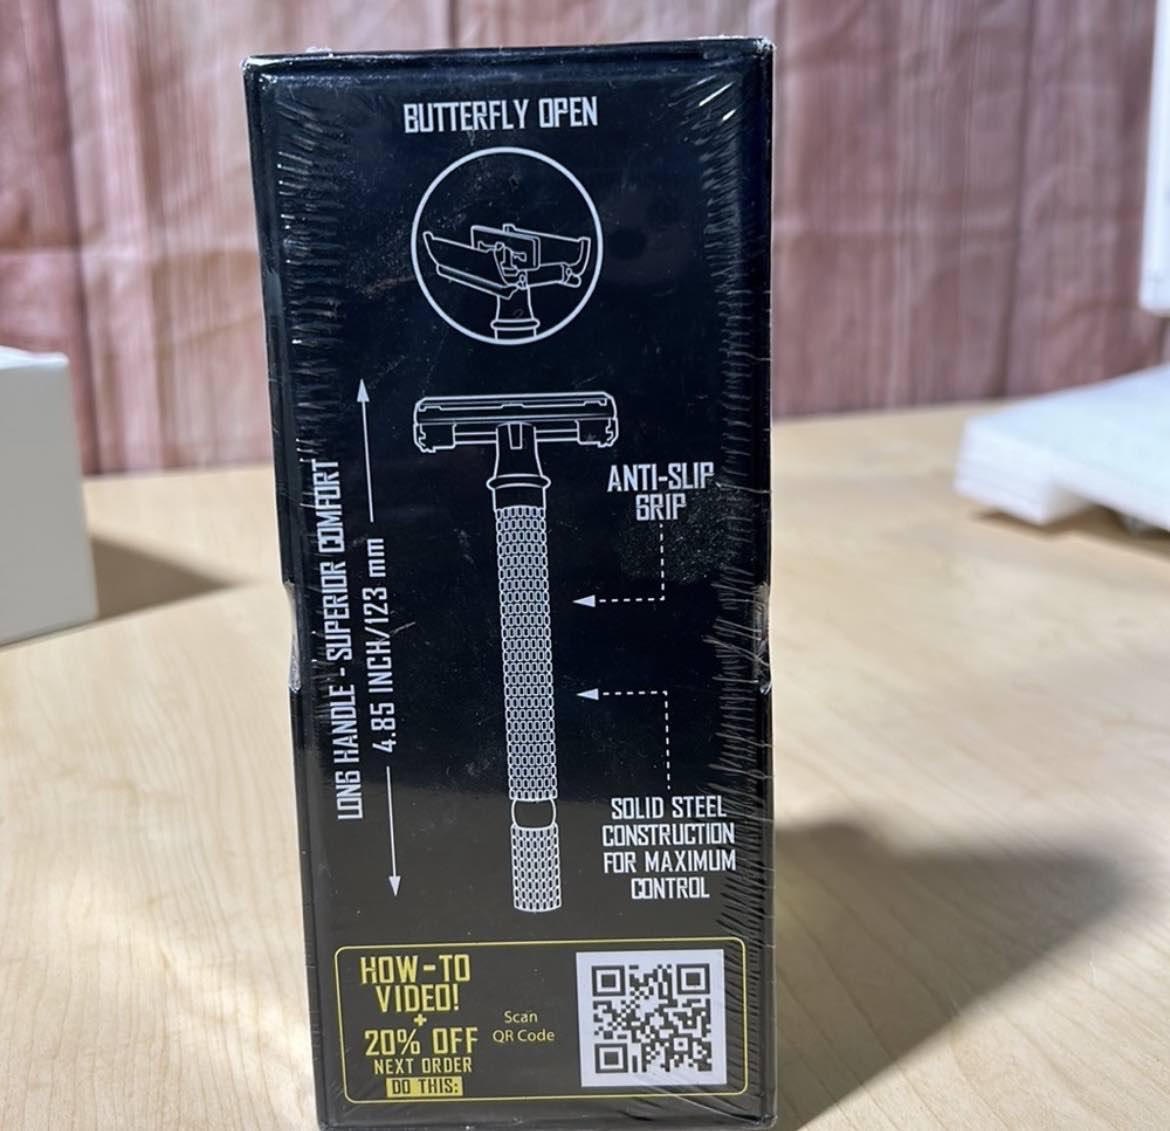 BUTTERFLY OPEN
LONG HANDLE - SUPERIOR COMFORT
4.85 INCH/123 mm
ANTI-SLIP
GRIP
SOLID STEEL
CONSTRUCTION
FOR MAXIMUM
CONTROL
HOW-TO
VIDEO!
+
20% OFF
NEXT ORDER
DO THIS:
Scan
QR Code